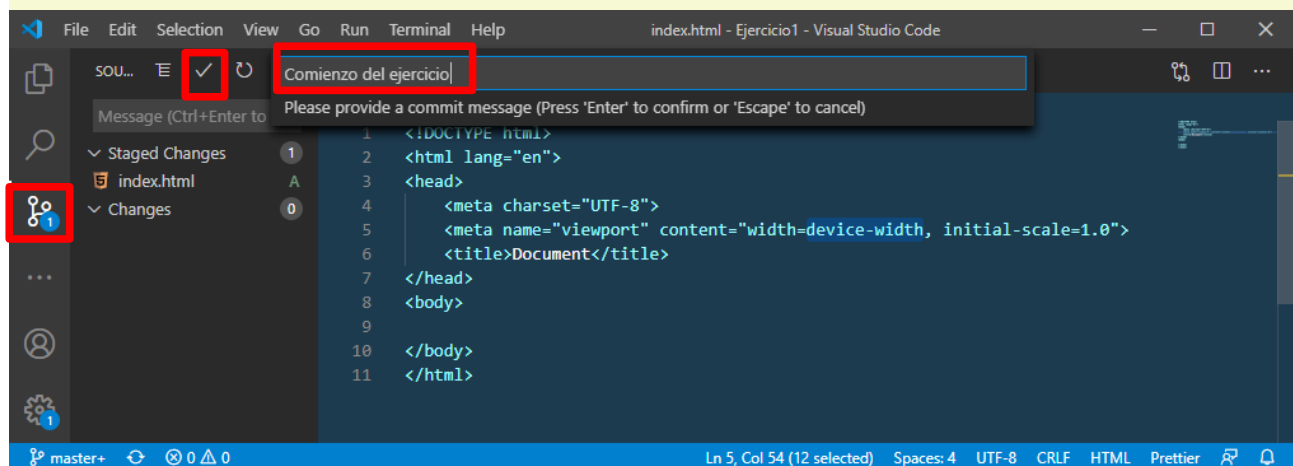 File Edit Selection View Go Run Terminal Help index.html - Ejercicio1 - Visual Studio Code
SOU...
Comienzo del ejercicio
Message (Ctrl+Enter to
Please provide a commit message (Press 'Enter' to confirm or 'Escape' to cancel)
Staged Changes 1
index.html A
Changes 0
1 <!DOCTYPE html>
2 <html lang="en">
3 <head>
4 <meta charset="UTF-8">
5 <meta name="viewport" content="width=device-width, initial-scale=1.0">
6 <title>Document</title>
7 </head>
8 <body>
9
10 </body>
11 </html>
1
1
master+ 0 0 Ln 5, Col 54 (12 selected) Spaces: 4 UTF-8 CRLF HTML Prettier